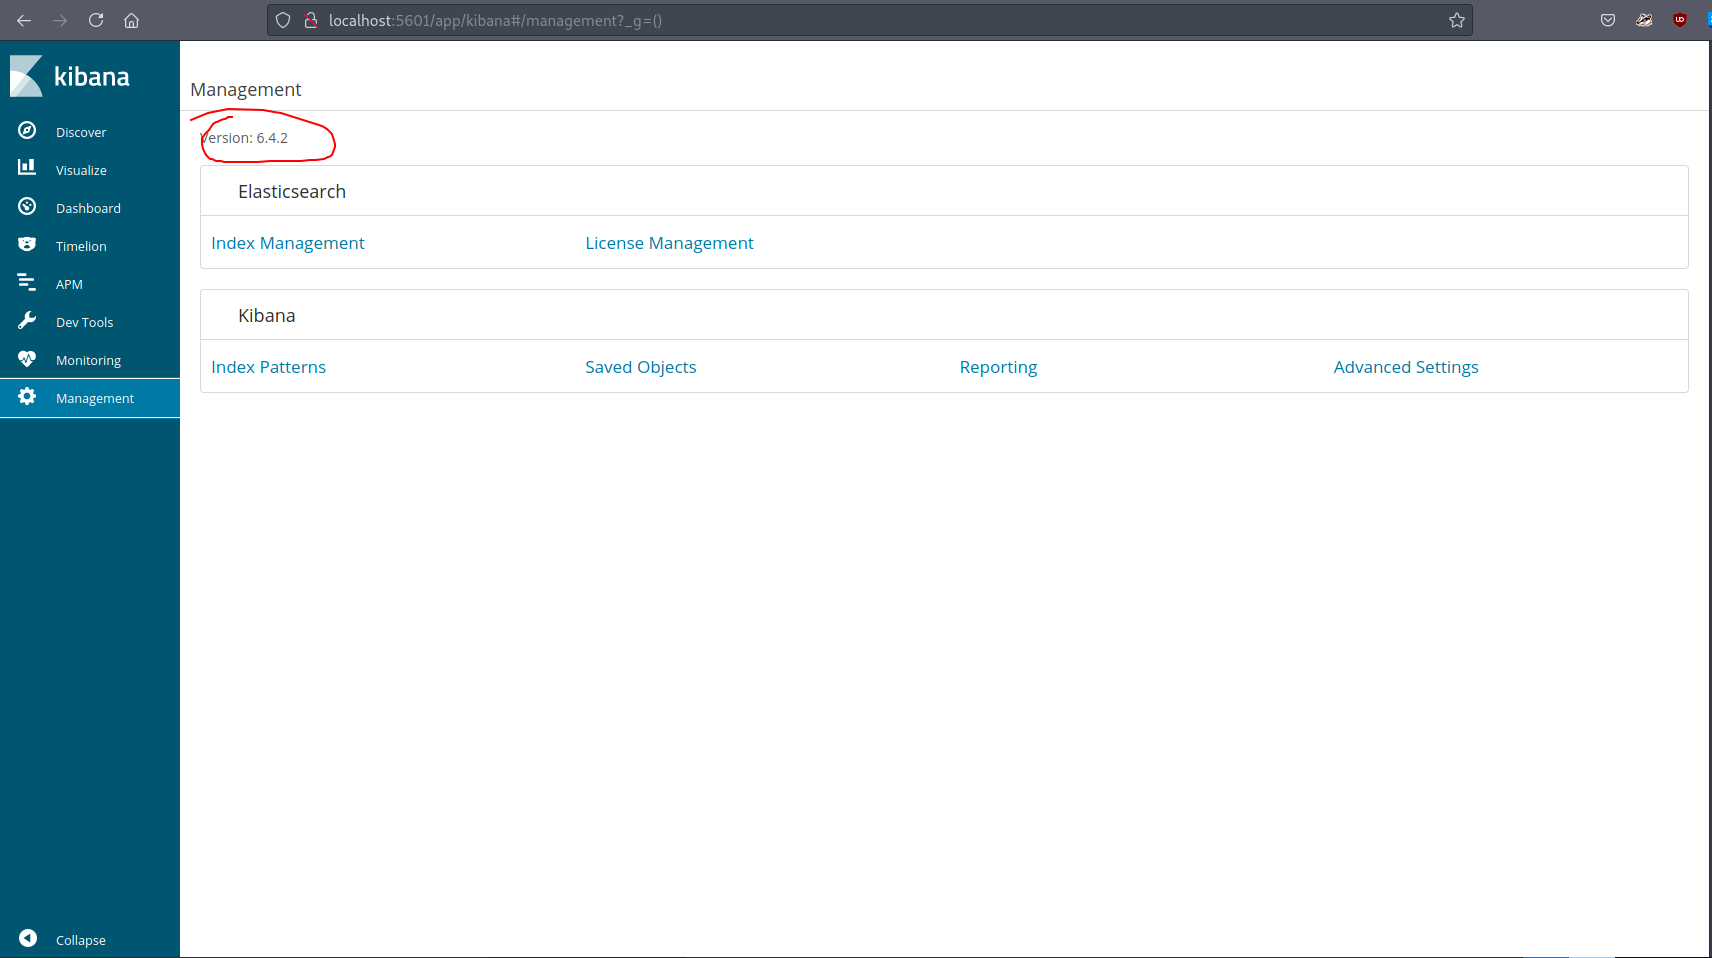 localhost:5601/app/kibana#/management?_g=()
kibana
Discover
Visualize
Dashboard
Timelion
APM
Dev Tools
Monitoring
Management
Collapse
Management
Version: 6.4.2
Elasticsearch
Index Management License Management
Kibana
Index Patterns Saved Objects Reporting Advanced Settings